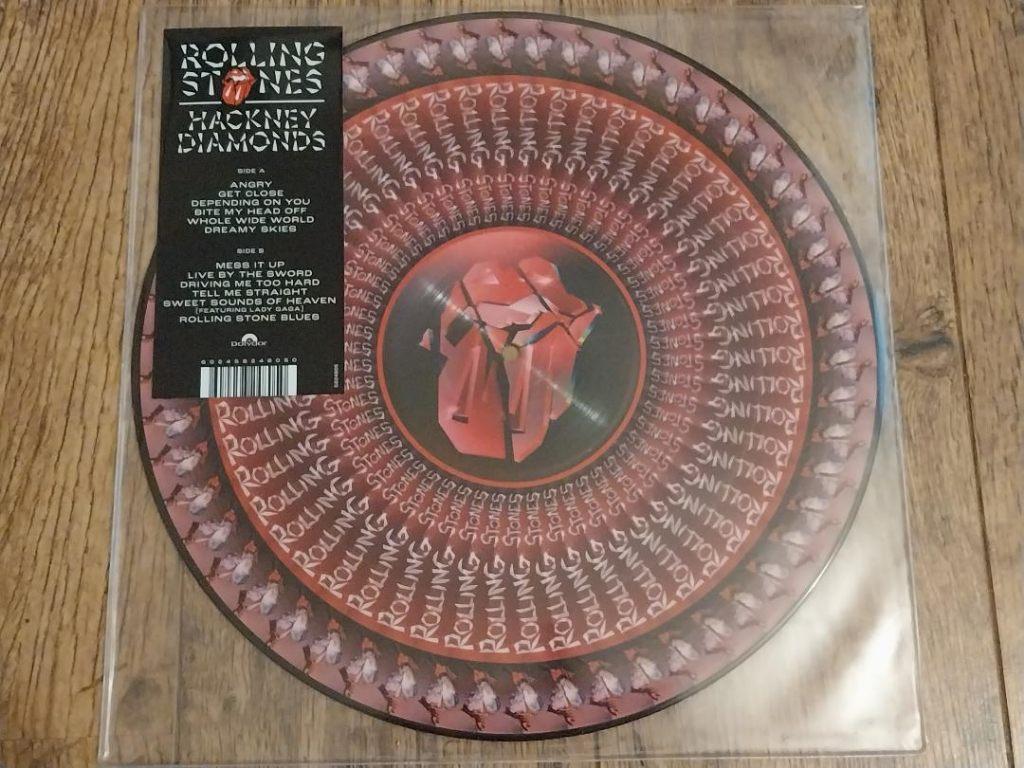 ROLLING
STONES
HACKNEY
DIAMONDS
SIDE A
ANGRY
GET CLOSE
DEPENDING ON YOU
BITE MY HEAD OFF
WHOLE WIDE WORLD
DREAMY SKIES
SIDE B
MESS IT UP
LIVE BY THE SWORD
DRIVING ME TOO HARD
TELL ME STRAIGHT
SWEET SOUNDS OF HEAVEN
[FEATURING LADY GAGA]
ROLLING STONE BLUES
Polydor
ROLLING
STONES